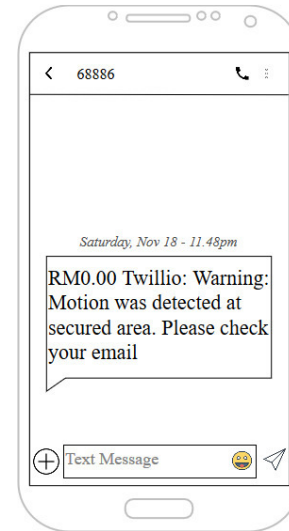 68886
Saturday, Nov 18 - 11.48pm
RM0.00 Twillio: Warning:
Motion was detected at
secured area. Please check
your email
Text Message